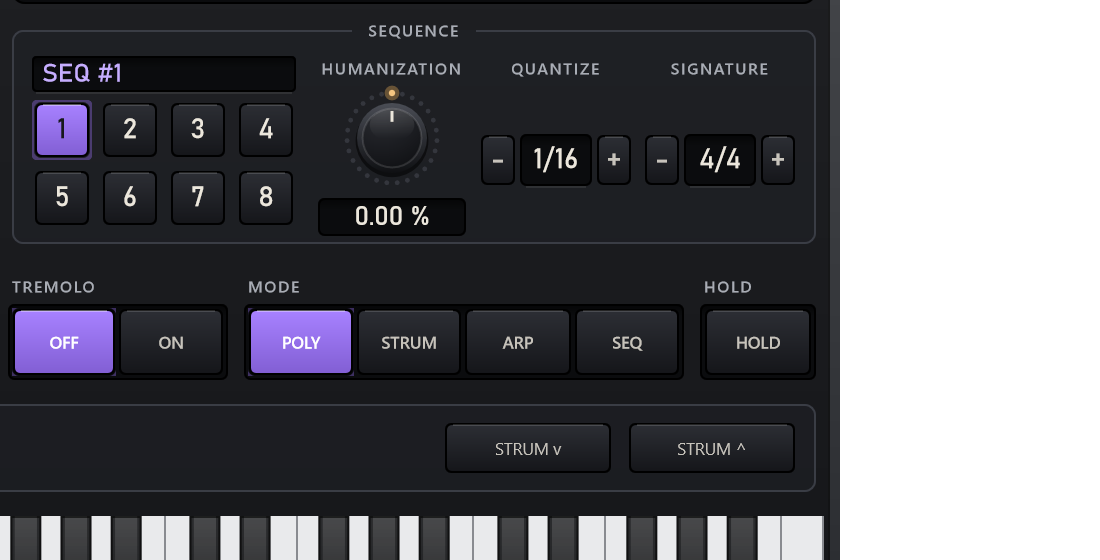 SEQUENCE
SEQ #1
HUMANIZATION
QUANTIZE
SIGNATURE
1 2 3 4
- 1/16 + - 4/4 +
5 6 7 8
0.00 %
TREMOLO
MODE
HOLD
OFF ON
POLY STRUM ARP SEQ
HOLD
STRUM v
STRUM ^